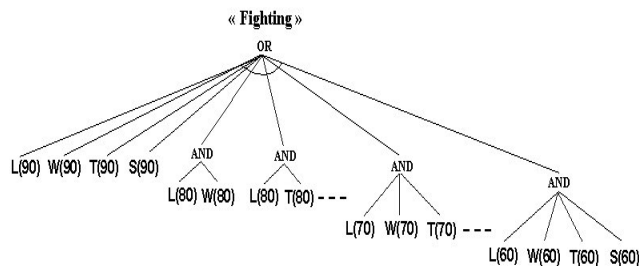 « Fighting »
OR
L(90) W(90) T(90) S(90)
AND
AND
AND
AND
L(80) W(80)
L(80) T(80) ---
L(70) W(70) T(70) ---
L(60) W(60) T(60) S(60)